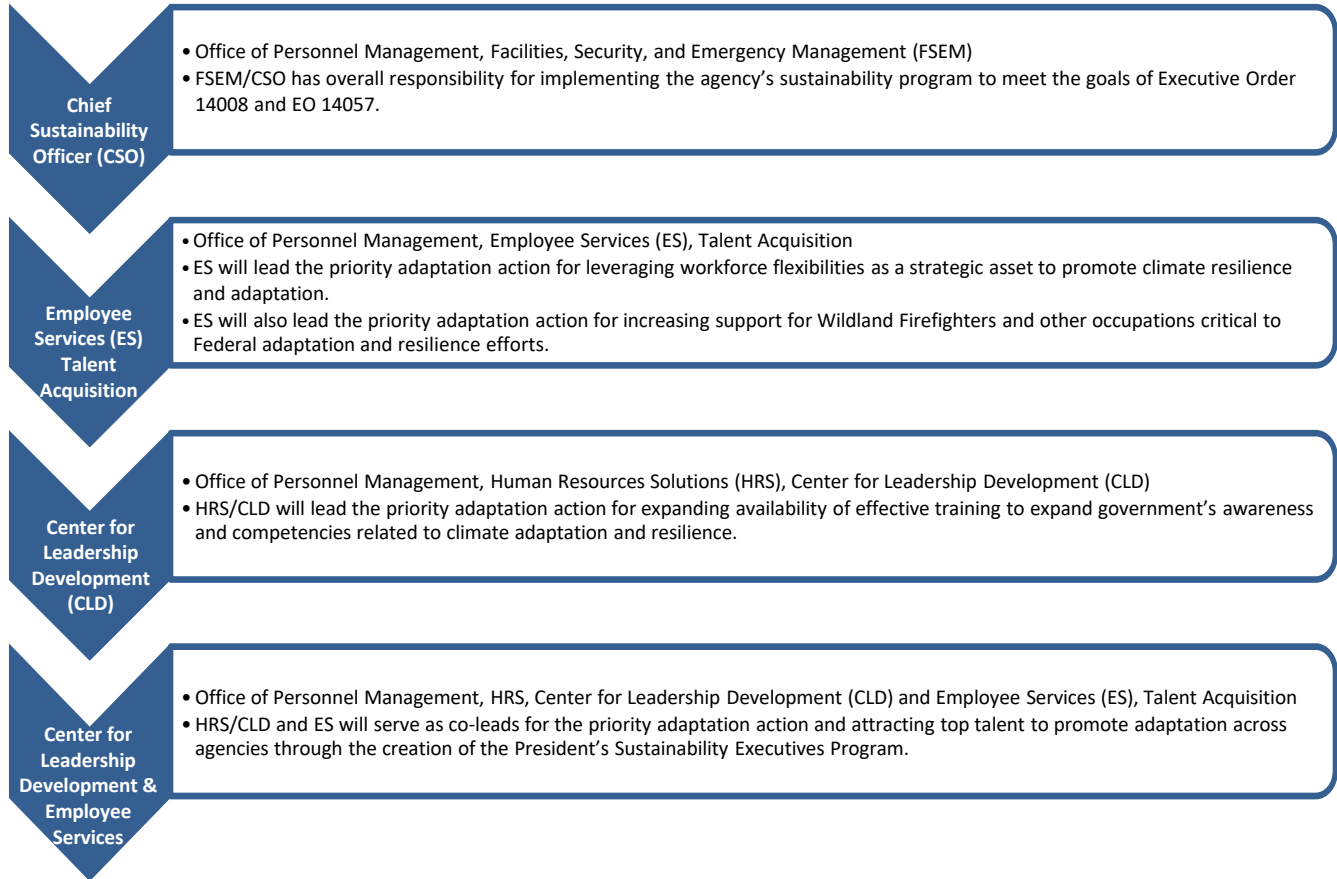 Chief
Sustainability
Officer (CSO)
• Office of Personnel Management, Facilities, Security, and Emergency Management (FSEM)
• FSEM/CSO has overall responsibility for implementing the agency’s sustainability program to meet the goals of Executive Order
14008 and EO 14057.
Employee
Services (ES)
Talent
Acquisition
• Office of Personnel Management, Employee Services (ES), Talent Acquisition
• ES will lead the priority adaptation action for leveraging workforce flexibilities as a strategic asset to promote climate resilience
and adaptation.
• ES will also lead the priority adaptation action for increasing support for Wildland Firefighters and other occupations critical to
Federal adaptation and resilience efforts.
Center for
Leadership
Development
(CLD)
• Office of Personnel Management, Human Resources Solutions (HRS), Center for Leadership Development (CLD)
• HRS/CLD will lead the priority adaptation action for expanding availability of effective training to expand government’s awareness
and competencies related to climate adaptation and resilience.
Center for
Leadership
Development &
Employee
Services
• Office of Personnel Management, HRS, Center for Leadership Development (CLD) and Employee Services (ES), Talent Acquisition
• HRS/CLD and ES will serve as co-leads for the priority adaptation action and attracting top talent to promote adaptation across
agencies through the creation of the President’s Sustainability Executives Program.